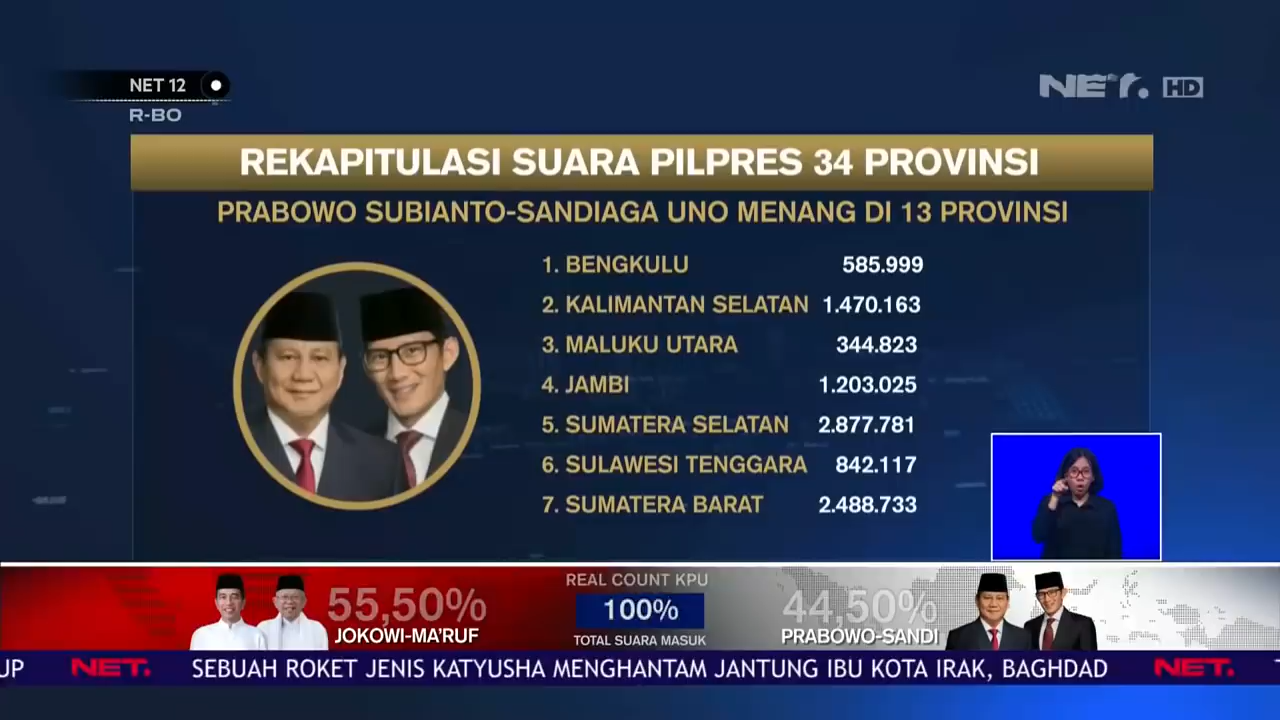 NET 12
R-BO
NET. HD
REKAPITULASI SUARA PILPRES 34 PROVINSI
PRABOWO SUBIANTO-SANDIAGA UNO MENANG DI 13 PROVINSI
1. BENGKULU 585.999
2. KALIMANTAN SELATAN 1.470.163
3. MALUKU UTARA 344.823
4. JAMBI 1.203.025
5. SUMATERA SELATAN 2.877.781
6. SULAWESI TENGGARA 842.117
7. SUMATERA BARAT 2.488.733
55,50%
JOKOWI-MA'RUF
REAL COUNT KPU
100%
TOTAL SUARA MASUK
44,50%
PRABOWO-SANDI
UP NET. SEBUAH ROKET JENIS KATYUSHA MENGHANTAM JANTUNG IBU KOTA IRAK, BAGHDAD NET.